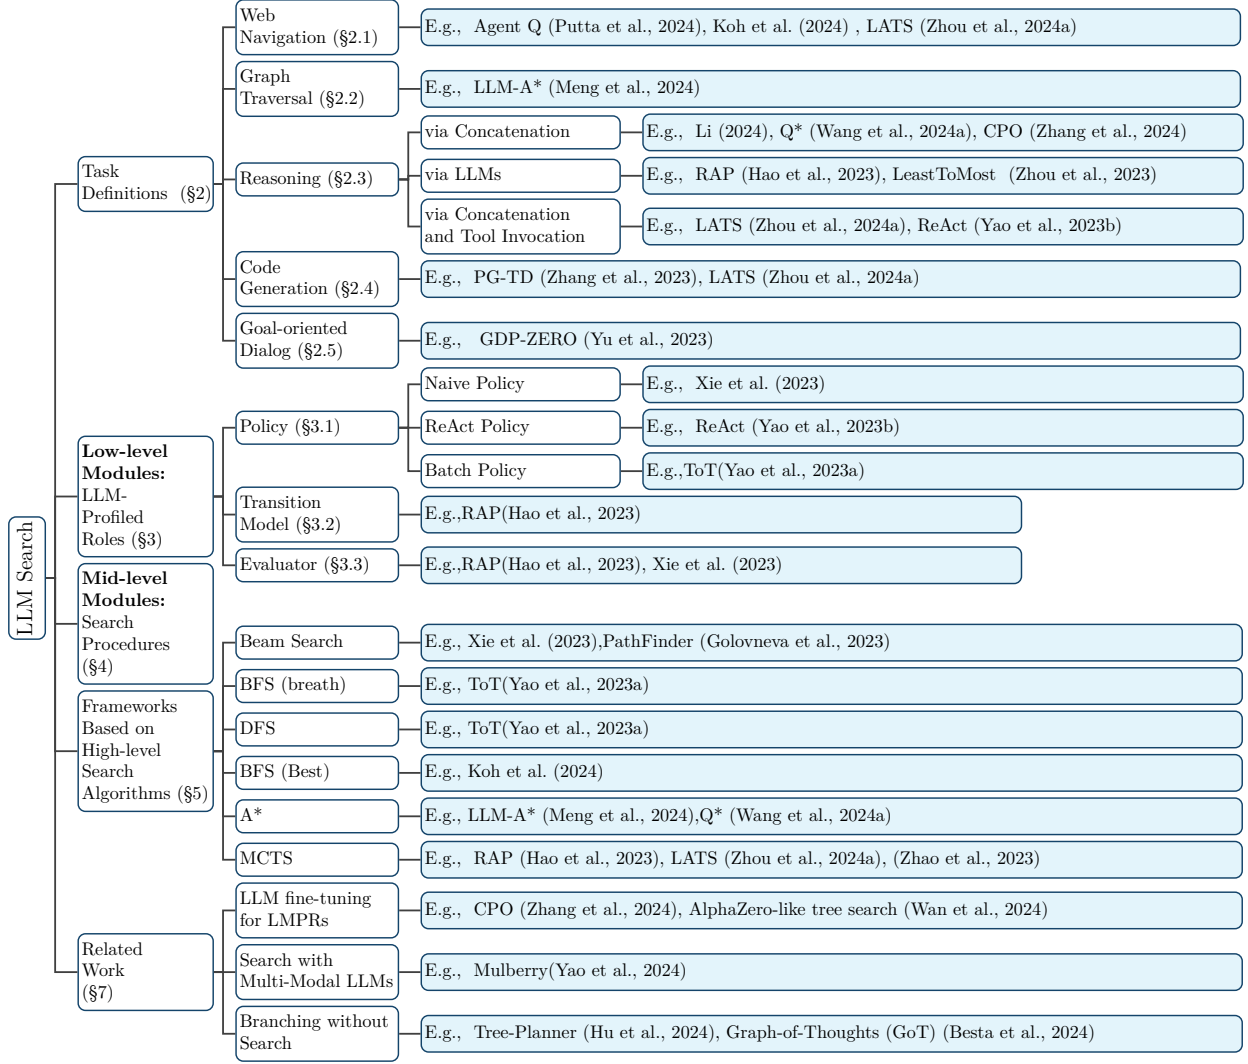 LLM Search
Task
Definitions (§2)
Web
Navigation (§2.1)
E.g., Agent Q (Putta et al., 2024), Koh et al. (2024) , LATS (Zhou et al., 2024a)
Graph
Traversal (§2.2)
E.g., LLM-A* (Meng et al., 2024)
Reasoning (§2.3)
via Concatenation
E.g., Li (2024), Q* (Wang et al., 2024a), CPO (Zhang et al., 2024)
via LLMs
E.g., RAP (Hao et al., 2023), LeastToMost (Zhou et al., 2023)
via Concatenation
and Tool Invocation
E.g., LATS (Zhou et al., 2024a), ReAct (Yao et al., 2023b)
Code
Generation (§2.4)
E.g., PG-TD (Zhang et al., 2023), LATS (Zhou et al., 2024a)
Goal-oriented
Dialog (§2.5)
E.g., GDP-ZERO (Yu et al., 2023)
Low-level
Modules:
LLM-
Profiled
Roles (§3)
Policy (§3.1)
Naive Policy
E.g., Xie et al. (2023)
ReAct Policy
E.g., ReAct (Yao et al., 2023b)
Batch Policy
E.g.,ToT(Yao et al., 2023a)
Transition
Model (§3.2)
E.g.,RAP(Hao et al., 2023)
Evaluator (§3.3)
E.g.,RAP(Hao et al., 2023), Xie et al. (2023)
Mid-level
Modules:
Search
Procedures
(§4)
Frameworks
Based on
High-level
Search
Algorithms (§5)
Beam Search
E.g., Xie et al. (2023),PathFinder (Golovneva et al., 2023)
BFS (breath)
E.g., ToT(Yao et al., 2023a)
DFS
E.g., ToT(Yao et al., 2023a)
BFS (Best)
E.g., Koh et al. (2024)
A*
E.g., LLM-A* (Meng et al., 2024),Q* (Wang et al., 2024a)
MCTS
E.g., RAP (Hao et al., 2023), LATS (Zhou et al., 2024a), (Zhao et al., 2023)
Related
Work
(§7)
LLM fine-tuning
for LMPRs
E.g., CPO (Zhang et al., 2024), AlphaZero-like tree search (Wan et al., 2024)
Search with
Multi-Modal LLMs
E.g., Mulberry(Yao et al., 2024)
Branching without
Search
E.g., Tree-Planner (Hu et al., 2024), Graph-of-Thoughts (GoT) (Besta et al., 2024)